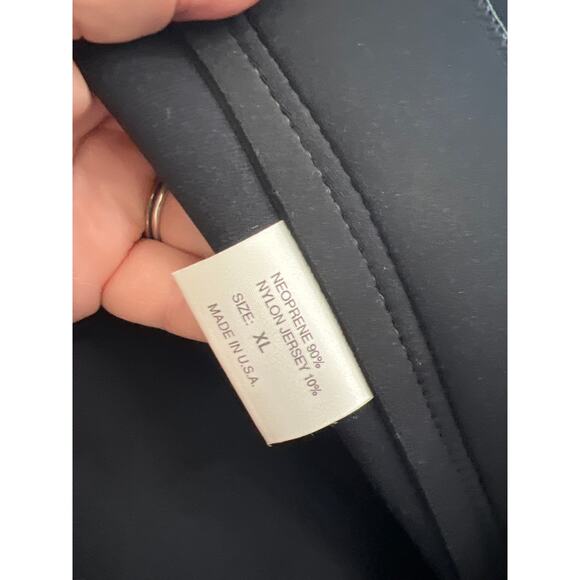 NEOPRENE 90%
NYLON JERSEY 10%
SIZE: XL
MADE IN U.S.A.